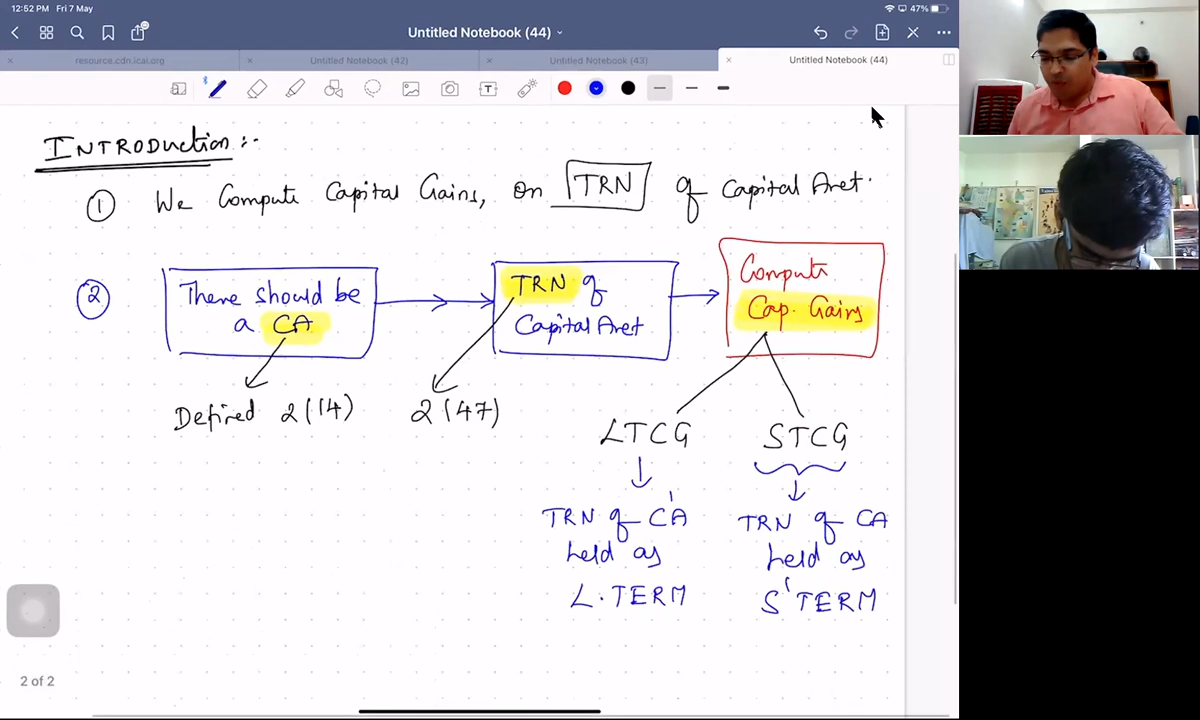 12:52 PM Fri 7 May
47%
Untitled Notebook (44)
resource.cdn.icai.org
Untitled Notebook (42)
Untitled Notebook (43)
Untitled Notebook (44)
INTRODUCTION :-
① We Compute Capital Gains, on TRN of Capital Asset.
② There should be
a CA
TRN of
Capital Asset
Compute
Cap. Gains
Defined 2(14)
2(47)
LTCG
STCG
TRN of CA
held as
L.TERM
TRN of CA
held as
S'TERM
2 of 2